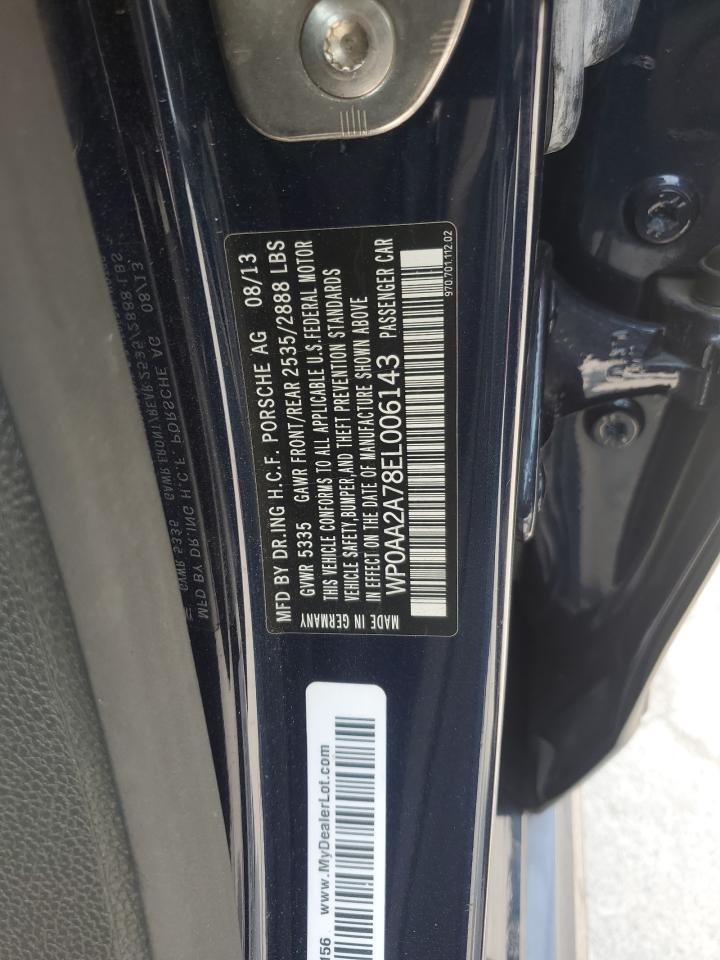 MFD BY DR.ING H.C.F. PORSCHE AG 08/13
GVWR 5335 GAWR FRONT/REAR 2535/2888 LBS
THIS VEHICLE CONFORMS TO ALL APPLICABLE U.S.FEDERAL MOTOR
VEHICLE SAFETY,BUMPER,AND THEFT PREVENTION STANDARDS
IN EFFECT ON THE DATE OF MANUFACTURE SHOWN ABOVE
WP0AA2A78EL006143 PASSENGER CAR
MADE IN GERMANY
970.701.112.02
www.MyDealerLot.com
156